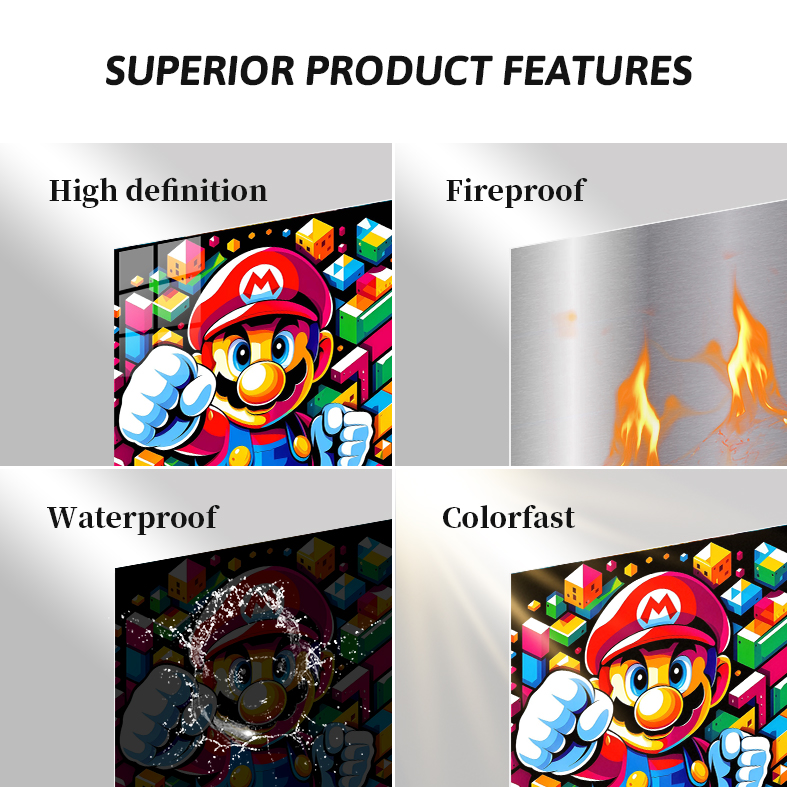 SUPERIOR PRODUCT FEATURES
High definition
Fireproof
M
Waterproof
Colorfast
M